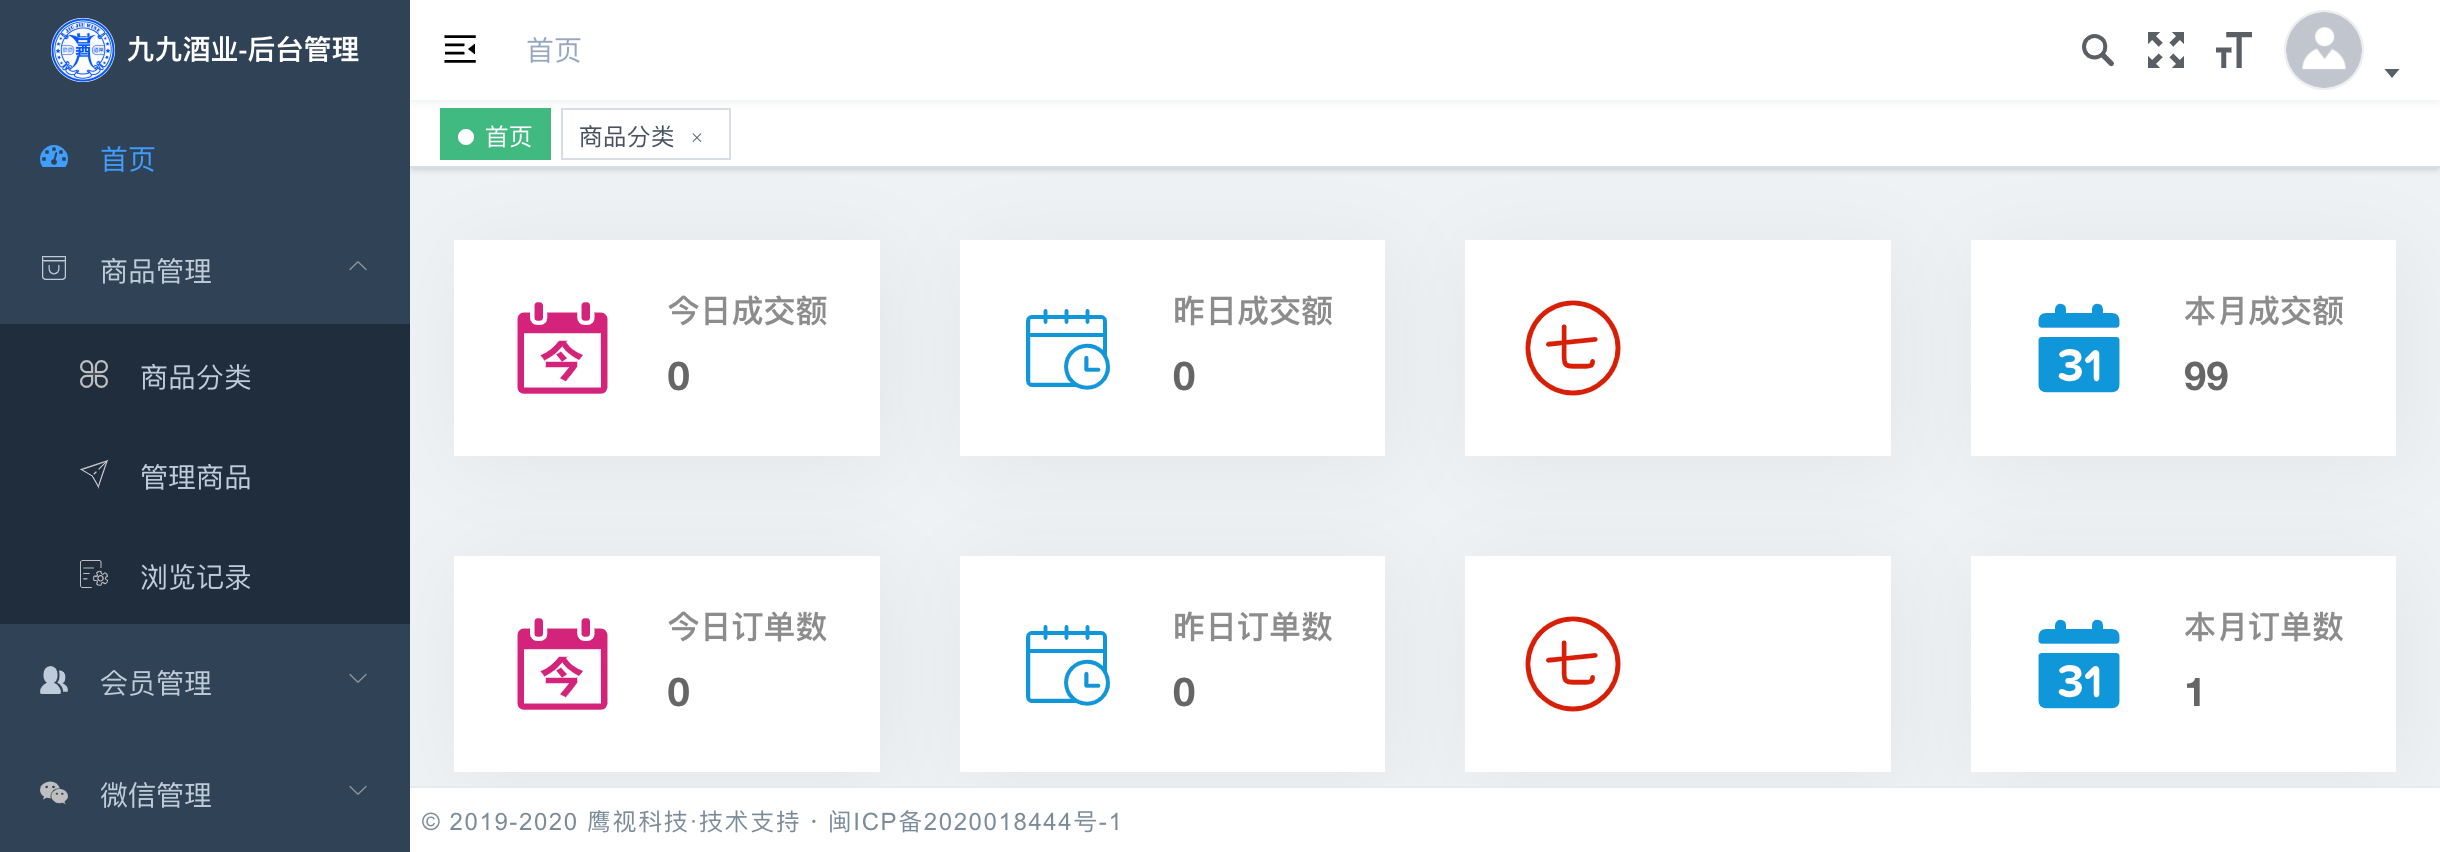 九九酒业-后台管理
首页
商品管理
商品分类
管理商品
浏览记录
会员管理
微信管理
首页
首页
商品分类 ×
今
今日成交额
0
昨日成交额
0
七
31
本月成交额
99
今
今日订单数
0
昨日订单数
0
七
31
本月订单数
1
© 2019-2020 鹰视科技·技术支持 · 闽ICP备2020018444号-1